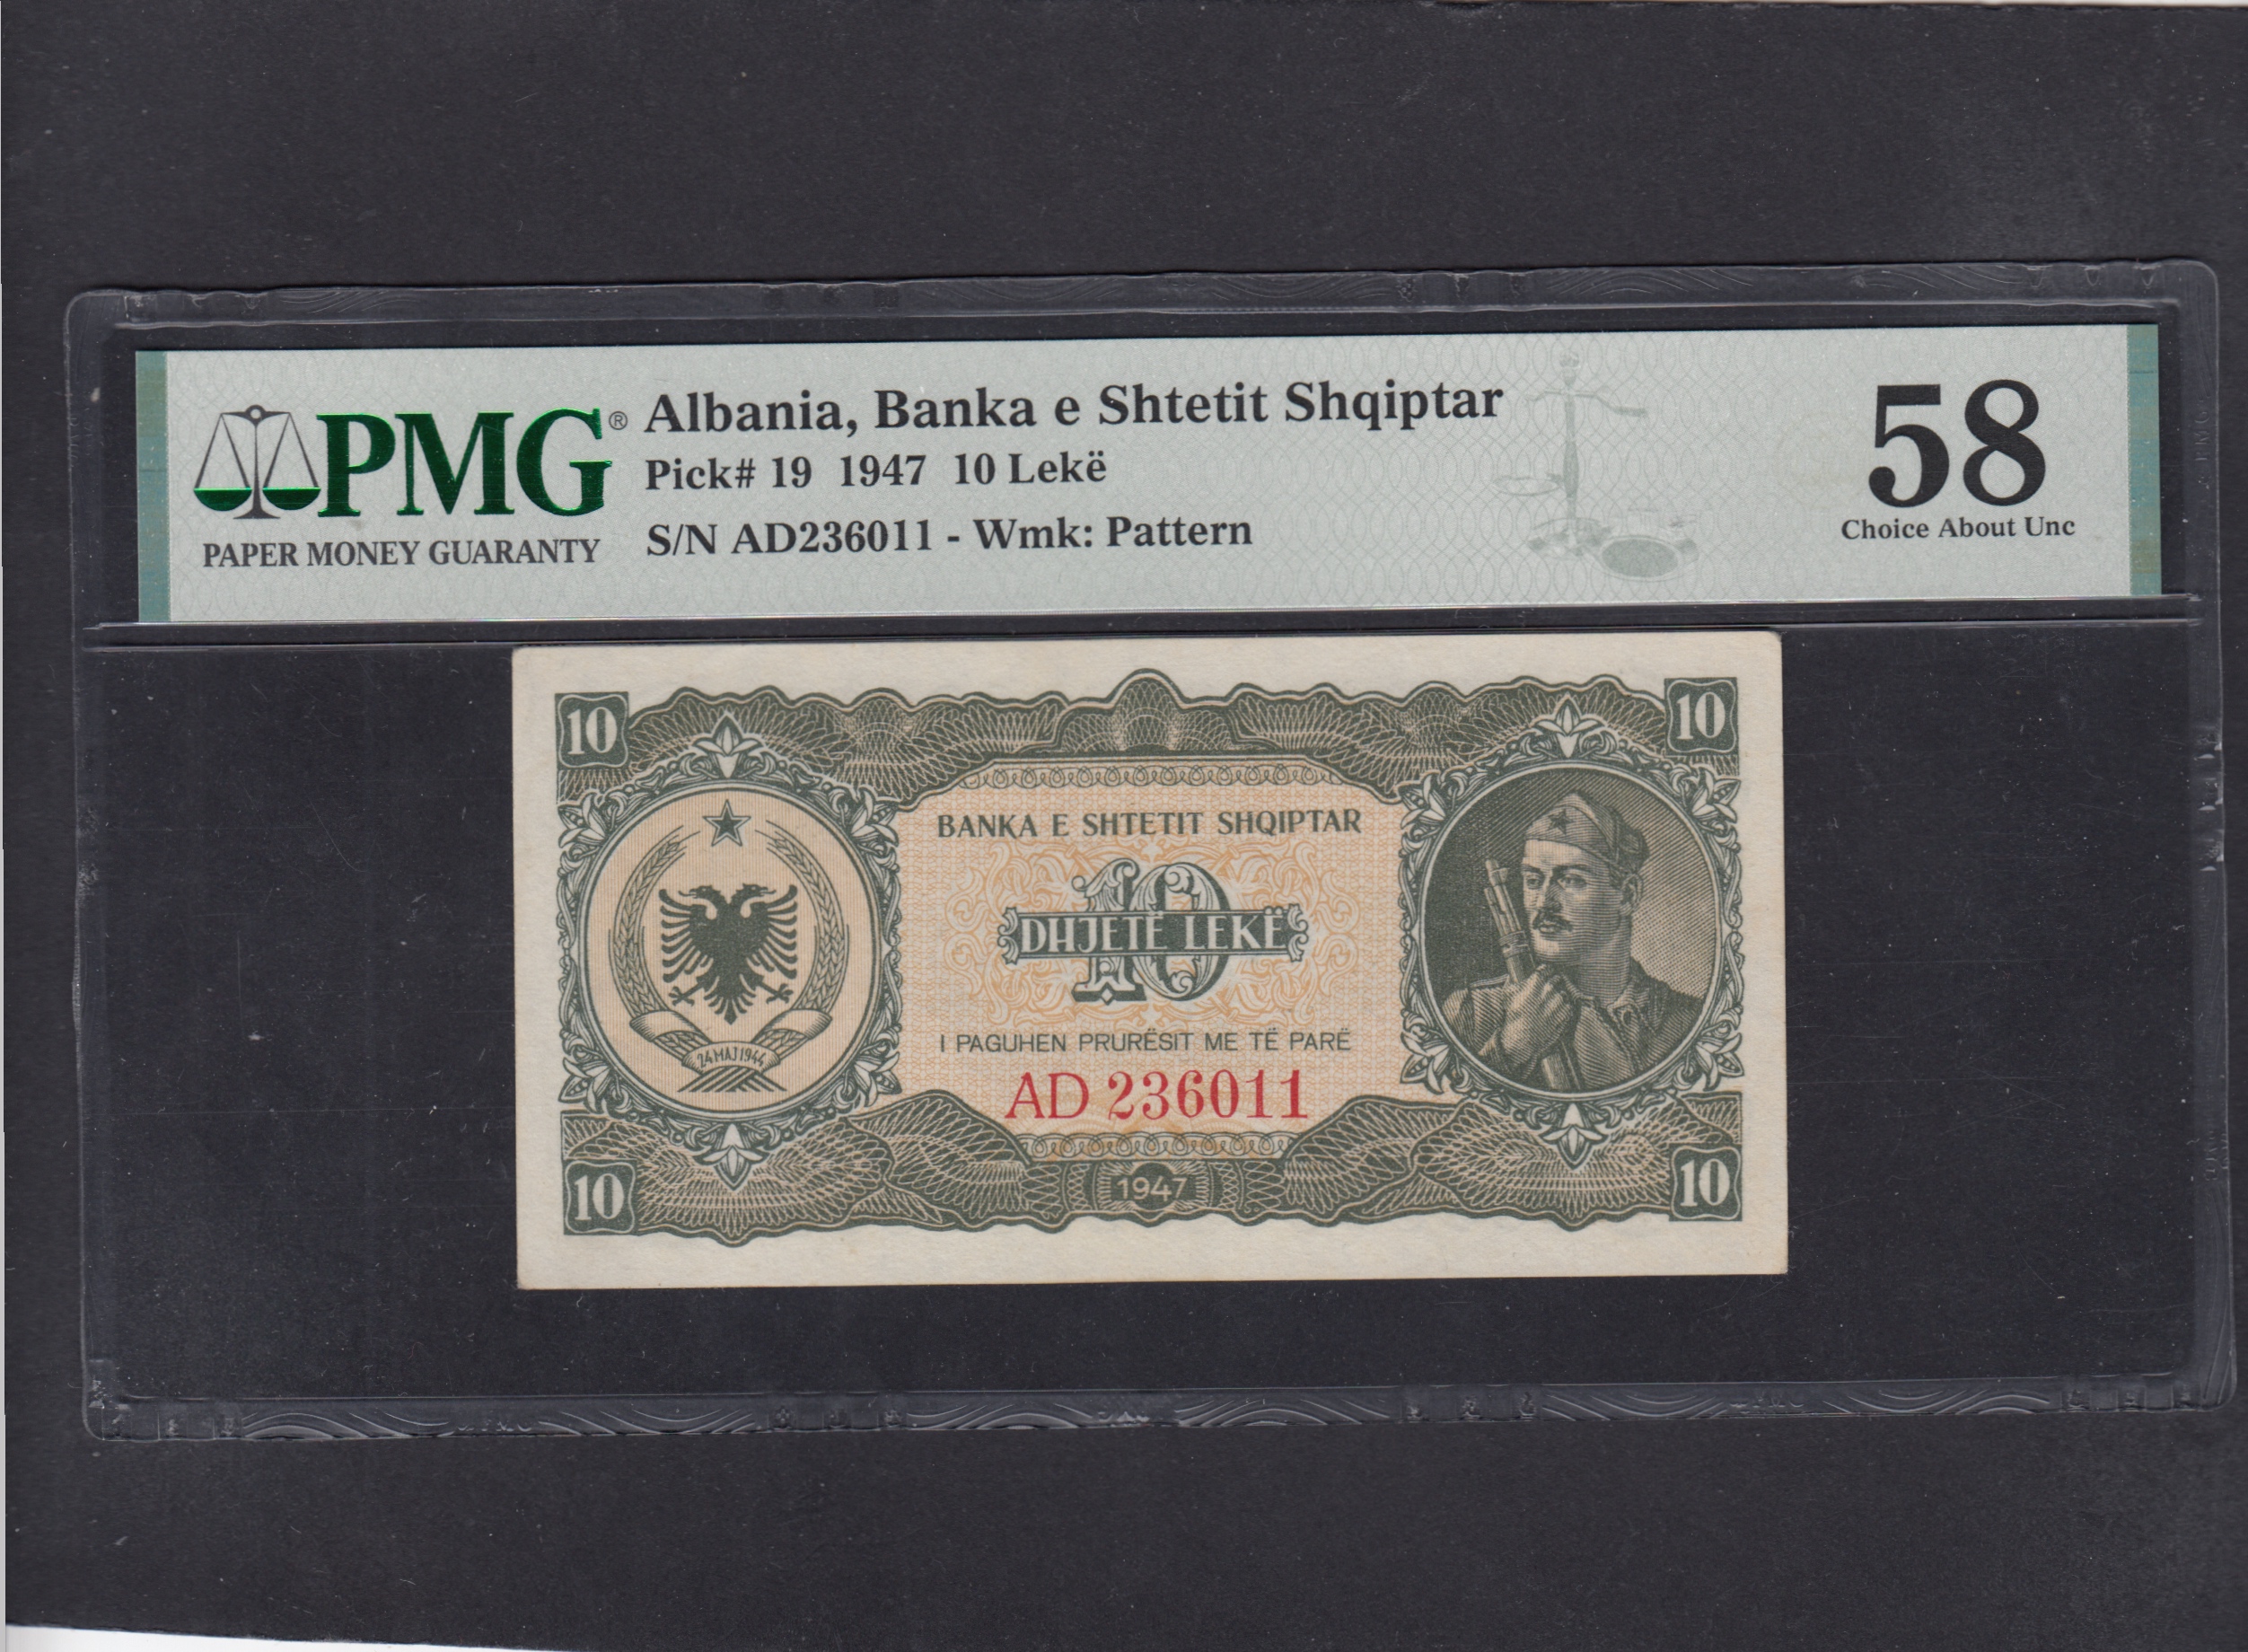 PMG®
PAPER MONEY GUARANTY
Albania, Banka e Shtetit Shqiptar
Pick# 19 1947 10 Lekë
S/N AD236011 - Wmk: Pattern
58
Choice About Unc
10
10
BANKA E SHTETIT SHQIPTAR
10
DHJETË LEKË
I PAGUHEN PRURËSIT ME TË PARË
24 MAJ 1944
AD 236011
10
1947
10